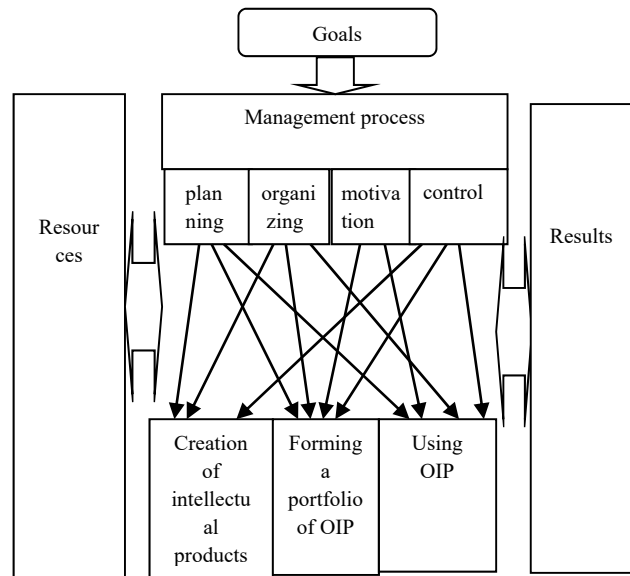 Goals
Management process
plan
ning
organi
zing
motiva
tion
control
Resour
ces
Results
Creation
of
intellectu
al
products
Forming
a
portfolio
of OIP
Using
OIP